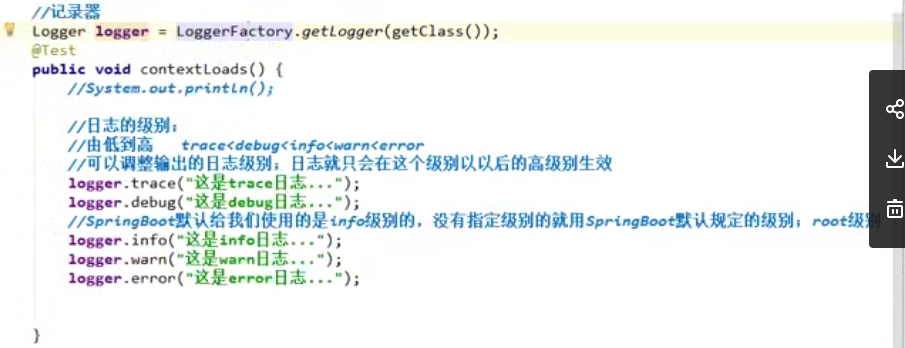 //记录器
Logger logger = LoggerFactory.getLogger(getClass());
@Test
public void contextLoads() {
//System.out.println();
//日志的级别；
//由低到高 trace<debug<info<warn<error
//可以调整输出的日志级别；日志就只会在这个级别以以后的高级别生效
logger.trace("这是trace日志...");
logger.debug("这是debug日志...");
//SpringBoot默认给我们使用的是info级别的，没有指定级别的就用SpringBoot默认规定的级别；root级别
logger.info("这是info日志...");
logger.warn("这是warn日志...");
logger.error("这是error日志...");
}